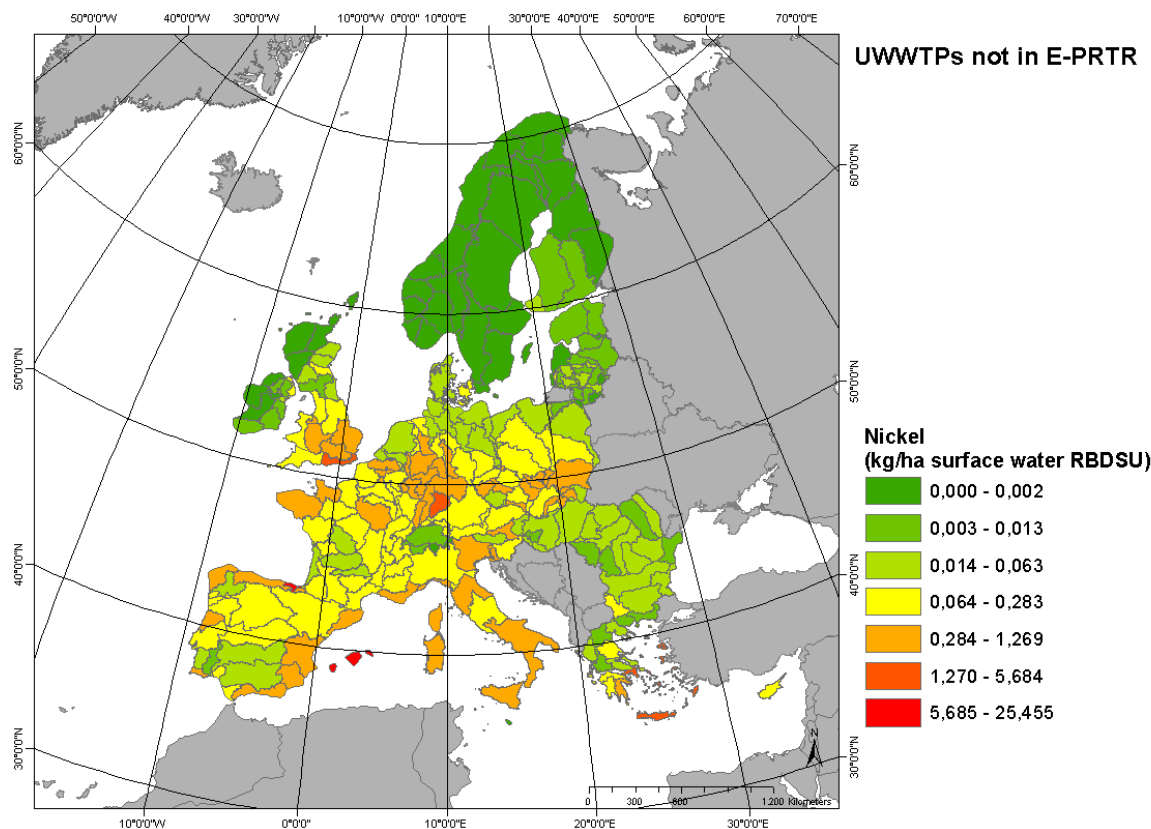 50°0'0"W 40°0'0"W 30°0'0"W 10°0'0"W 0°0'0" 10°0'0"E 30°0'0"E 40°0'0"E 50°0'0"E 70°0'0"E
UWWTPs not in E-PRTR
60°0'0"N 60°0'0"N
50°0'0"N 50°0'0"N
40°0'0"N 40°0'0"N
30°0'0"N 30°0'0"N
Nickel
(kg/ha surface water RBDSU)
0,000 - 0,002
0,003 - 0,013
0,014 - 0,063
0,064 - 0,283
0,284 - 1,269
1,270 - 5,684
5,685 - 25,455
N
0 300 600 1.200 Kilometers
10°0'0"W 0°0'0" 10°0'0"E 20°0'0"E 30°0'0"E